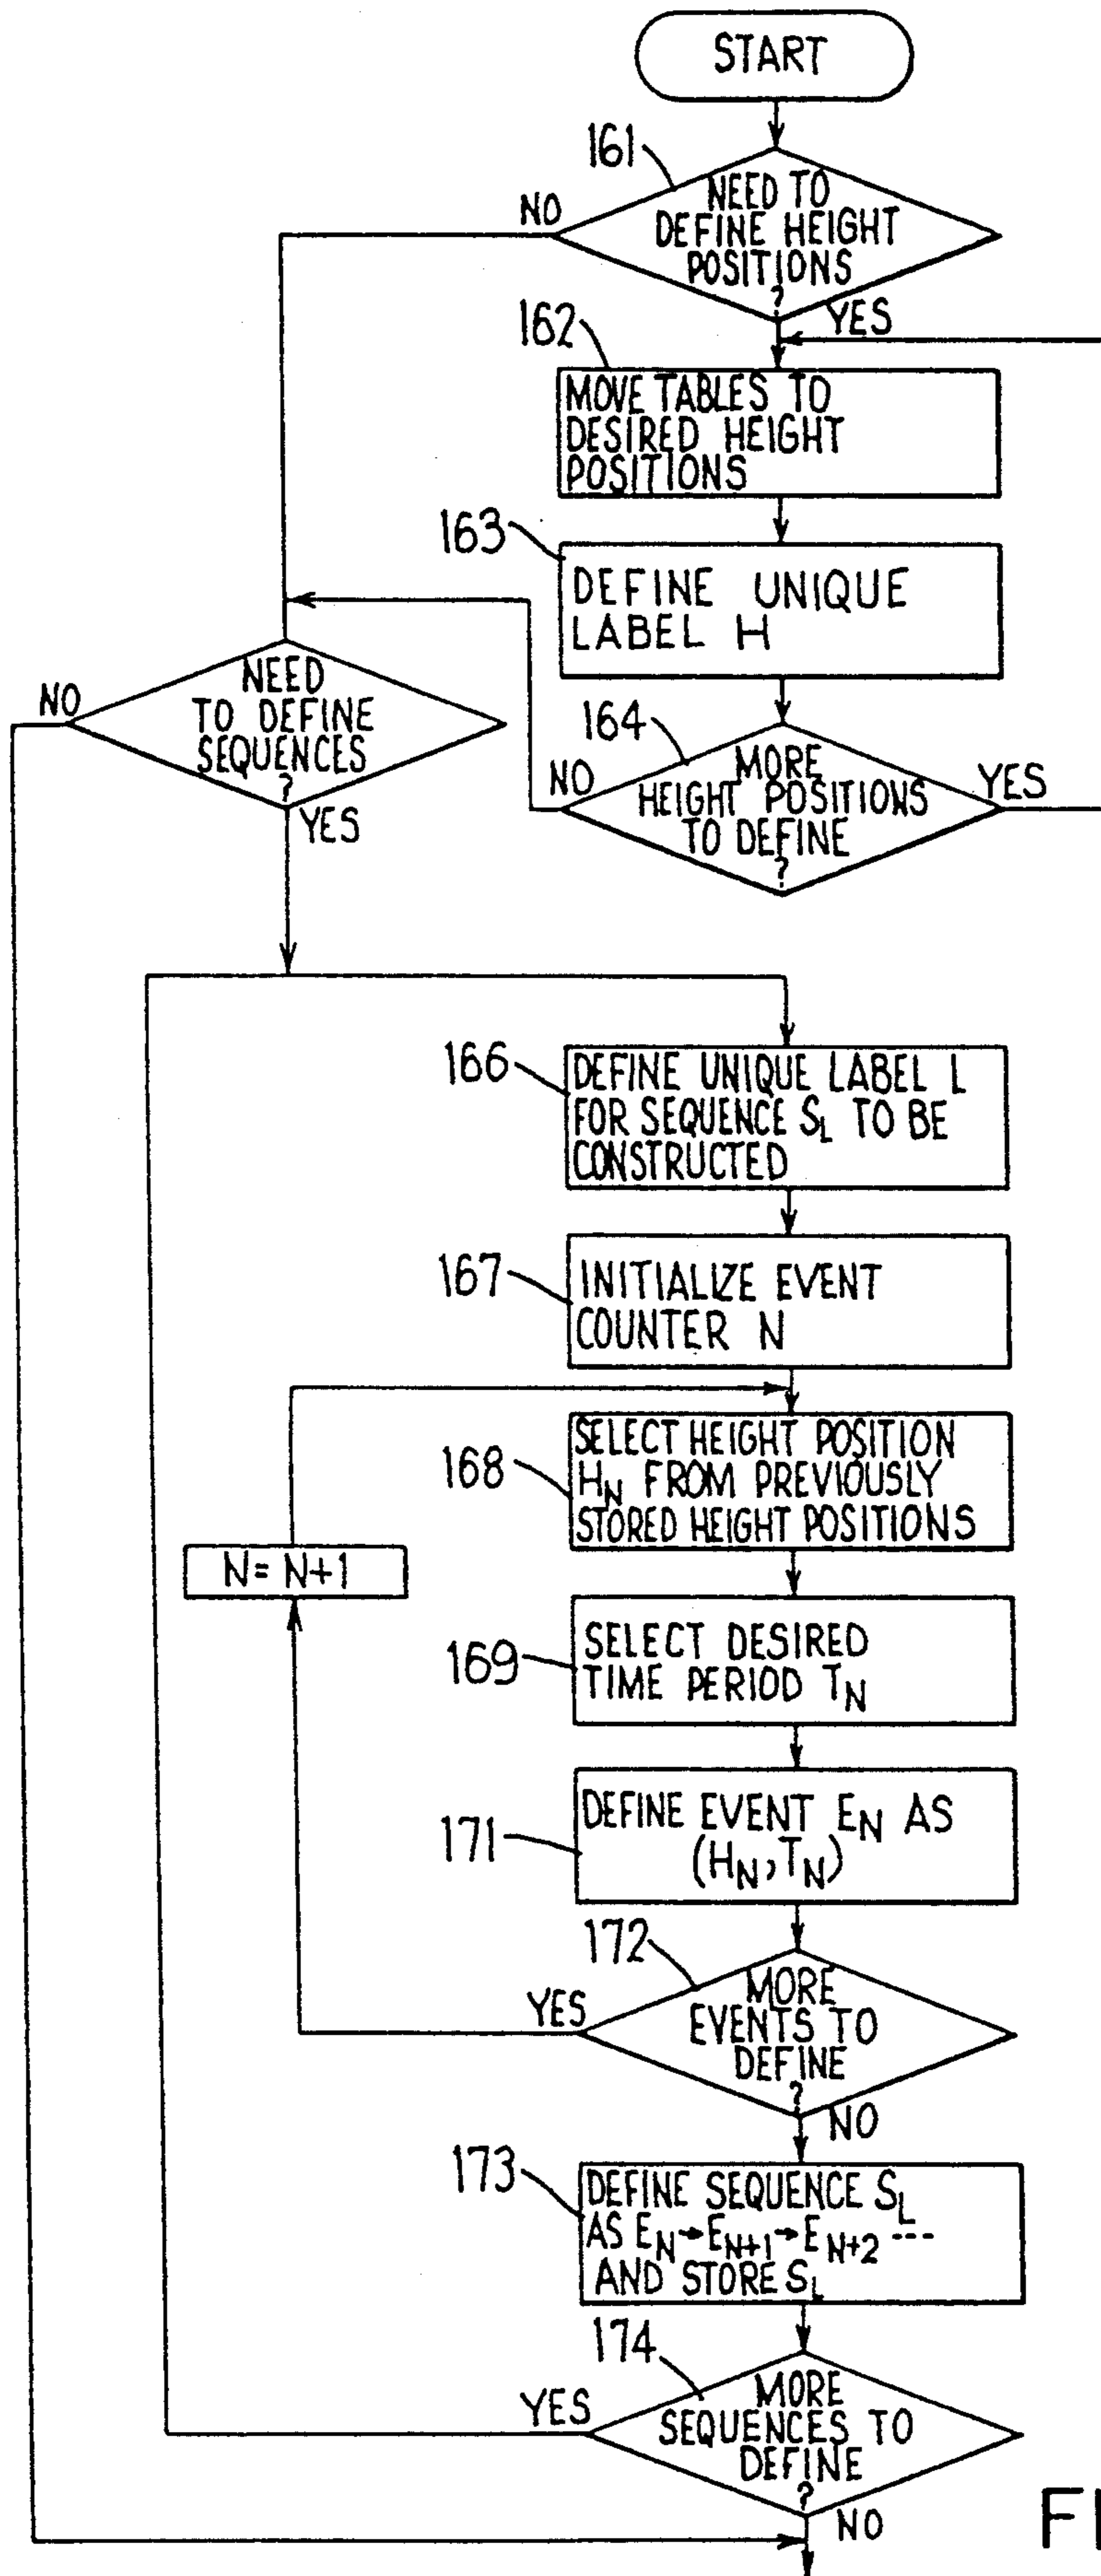 START
161
NEED TO
DEFINE HEIGHT
POSITIONS
?
NO
YES
162
MOVE TABLES TO
DESIRED HEIGHT
POSITIONS
163
DEFINE UNIQUE
LABEL H
164
MORE
HEIGHT POSITIONS
TO DEFINE
?
NO
YES
NEED
TO DEFINE
SEQUENCES
?
NO
YES
166
DEFINE UNIQUE LABEL L
FOR SEQUENCE S_L TO BE
CONSTRUCTED
167
INITIALIZE EVENT
COUNTER N
168
SELECT HEIGHT POSITION
H_N FROM PREVIOUSLY
STORED HEIGHT POSITIONS
N=N+1
169
SELECT DESIRED
TIME PERIOD T_N
171
DEFINE EVENT E_N AS
(H_N,T_N)
172
MORE
EVENTS TO
DEFINE
?
YES
NO
173
DEFINE SEQUENCE S_L
AS E_N→E_N+1→E_N+2 ---
AND STORE S_L
174
MORE
SEQUENCES TO
DEFINE
?
YES
NO